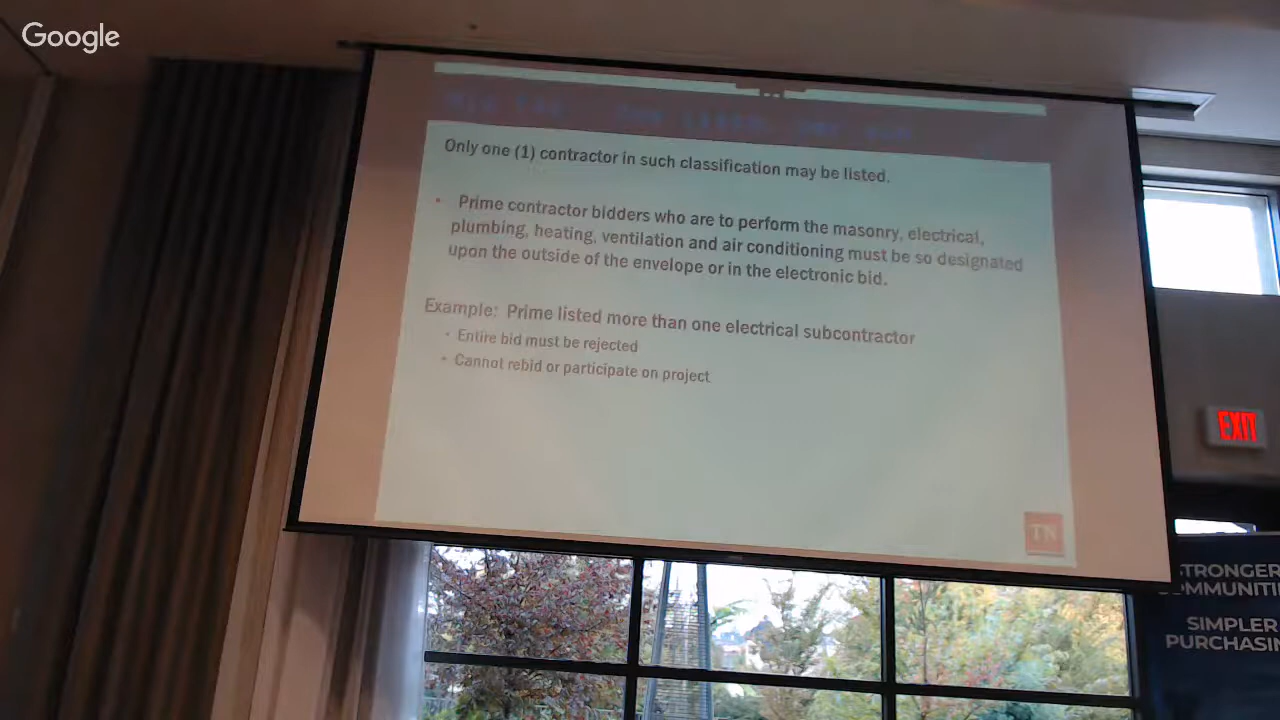 Google
Only one (1) contractor in such classification may be listed.
• Prime contractor bidders who are to perform the masonry, electrical,
plumbing, heating, ventilation and air conditioning must be so designated
upon the outside of the envelope or in the electronic bid.
Example: Prime listed more than one electrical subcontractor
• Entire bid must be rejected
• Cannot rebid or participate on project
TN
EXIT
STRONGER
COMMUNITI
SIMPLER
PURCHASIN